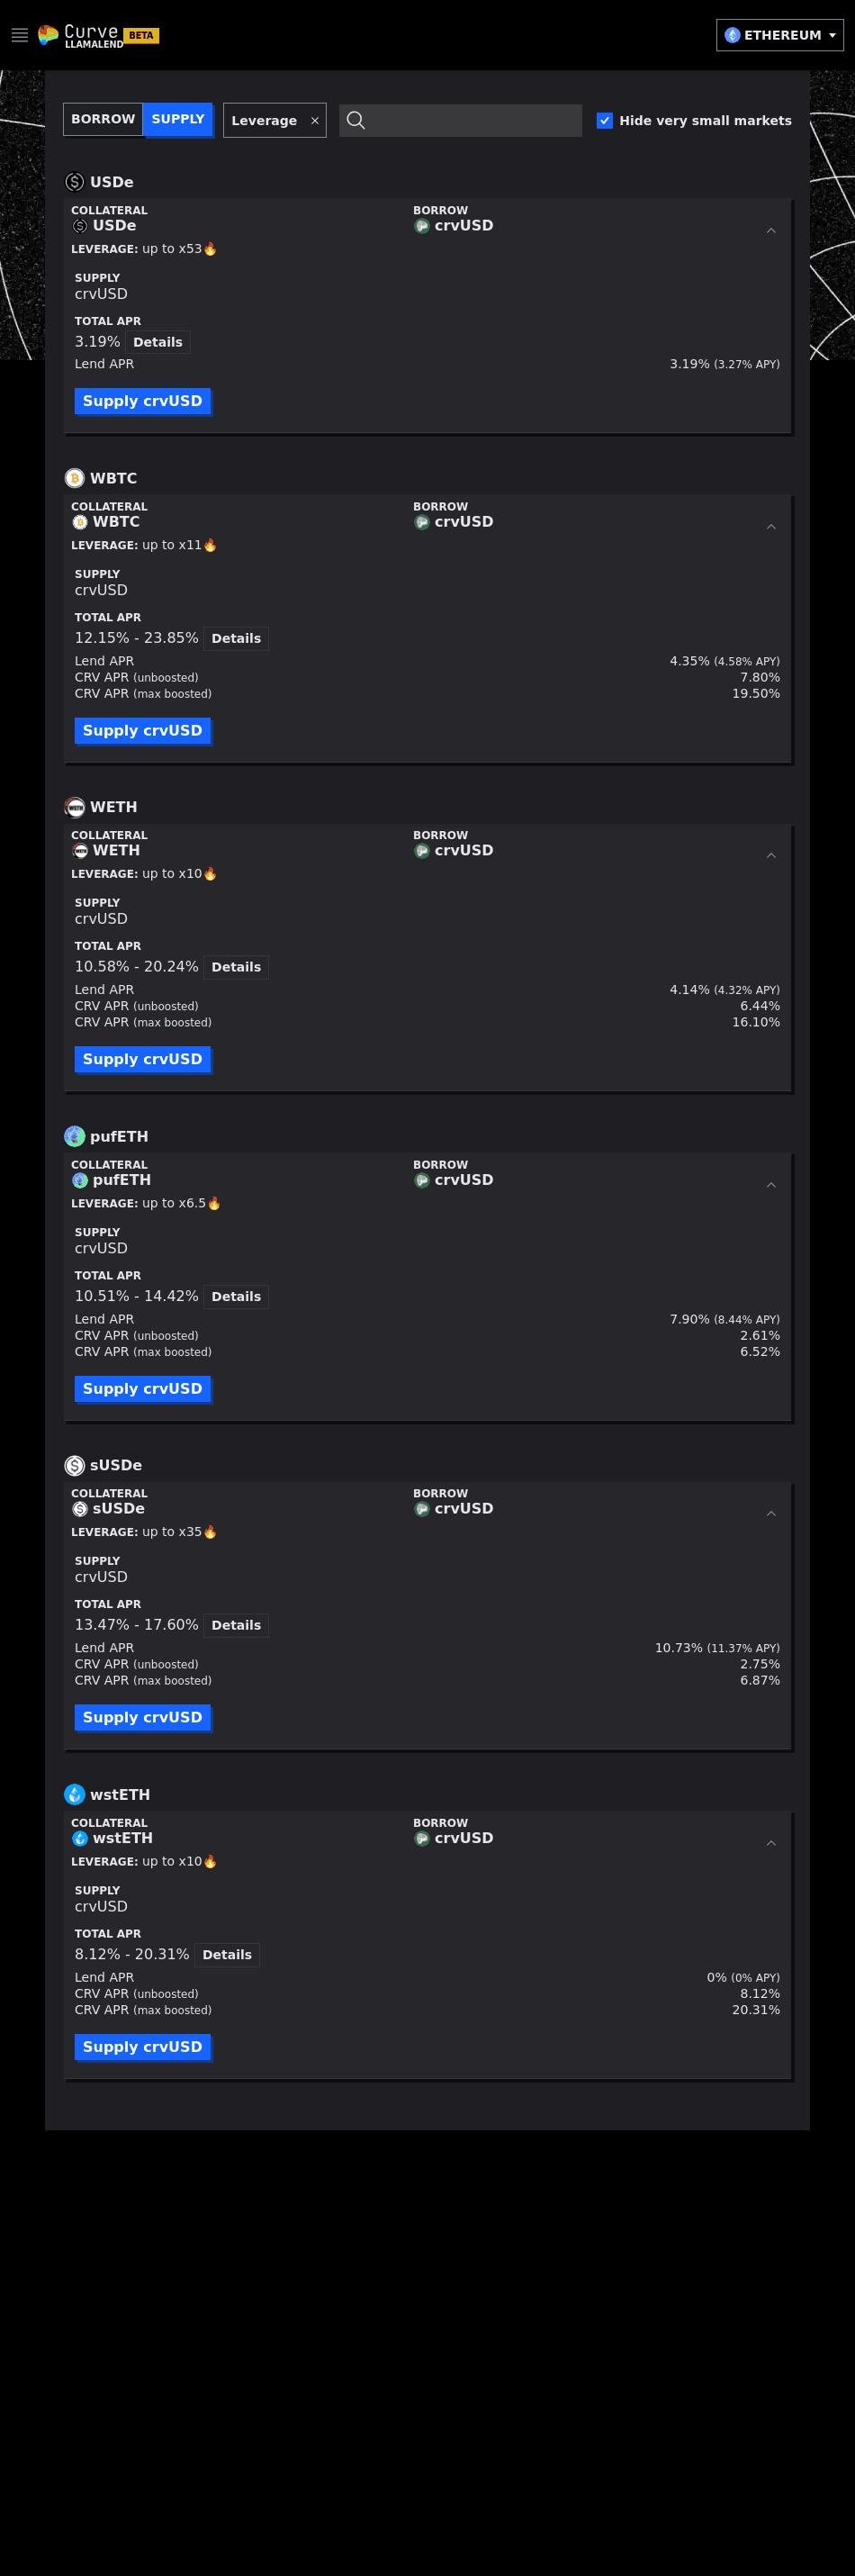 Curve
LLAMALEND BETA
ETHEREUM
BORROW SUPPLY Leverage × Hide very small markets
USDe
COLLATERAL BORROW
USDe crvUSD
LEVERAGE: up to x53🔥
SUPPLY
crvUSD
TOTAL APR
3.19% Details
Lend APR 3.19% (3.27% APY)
Supply crvUSD
WBTC
COLLATERAL BORROW
WBTC crvUSD
LEVERAGE: up to x11🔥
SUPPLY
crvUSD
TOTAL APR
12.15% - 23.85% Details
Lend APR 4.35% (4.58% APY)
CRV APR (unboosted) 7.80%
CRV APR (max boosted) 19.50%
Supply crvUSD
WETH
COLLATERAL BORROW
WETH crvUSD
LEVERAGE: up to x10🔥
SUPPLY
crvUSD
TOTAL APR
10.58% - 20.24% Details
Lend APR 4.14% (4.32% APY)
CRV APR (unboosted) 6.44%
CRV APR (max boosted) 16.10%
Supply crvUSD
pufETH
COLLATERAL BORROW
pufETH crvUSD
LEVERAGE: up to x6.5🔥
SUPPLY
crvUSD
TOTAL APR
10.51% - 14.42% Details
Lend APR 7.90% (8.44% APY)
CRV APR (unboosted) 2.61%
CRV APR (max boosted) 6.52%
Supply crvUSD
sUSDe
COLLATERAL BORROW
sUSDe crvUSD
LEVERAGE: up to x35🔥
SUPPLY
crvUSD
TOTAL APR
13.47% - 17.60% Details
Lend APR 10.73% (11.37% APY)
CRV APR (unboosted) 2.75%
CRV APR (max boosted) 6.87%
Supply crvUSD
wstETH
COLLATERAL BORROW
wstETH crvUSD
LEVERAGE: up to x10🔥
SUPPLY
crvUSD
TOTAL APR
8.12% - 20.31% Details
Lend APR 0% (0% APY)
CRV APR (unboosted) 8.12%
CRV APR (max boosted) 20.31%
Supply crvUSD